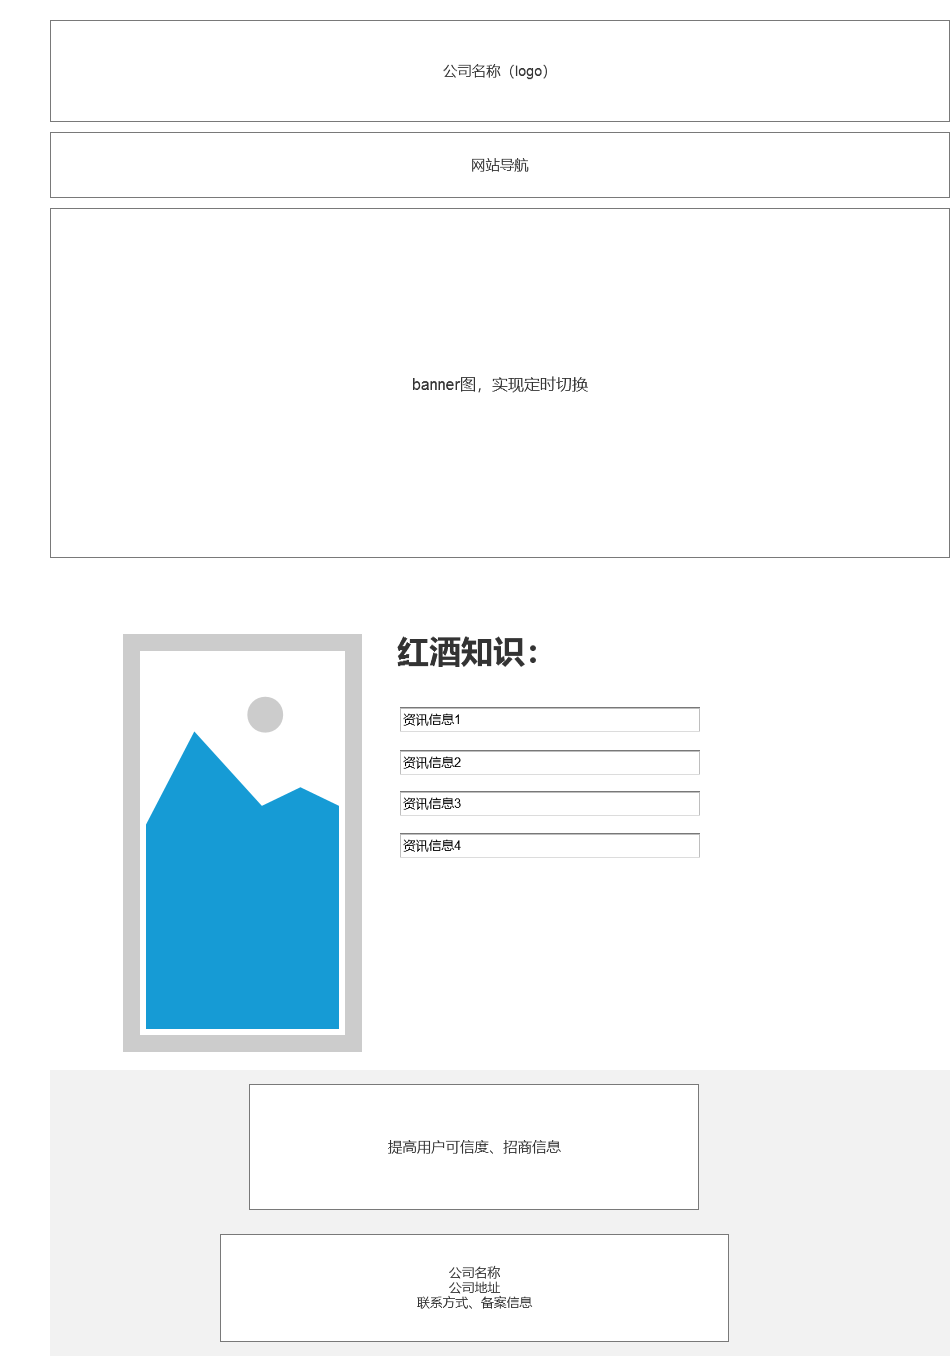 公司名称（logo）
网站导航
banner图，实现定时切换
红酒知识：
资讯信息1
资讯信息2
资讯信息3
资讯信息4
提高用户可信度、招商信息
公司名称
公司地址
联系方式、备案信息